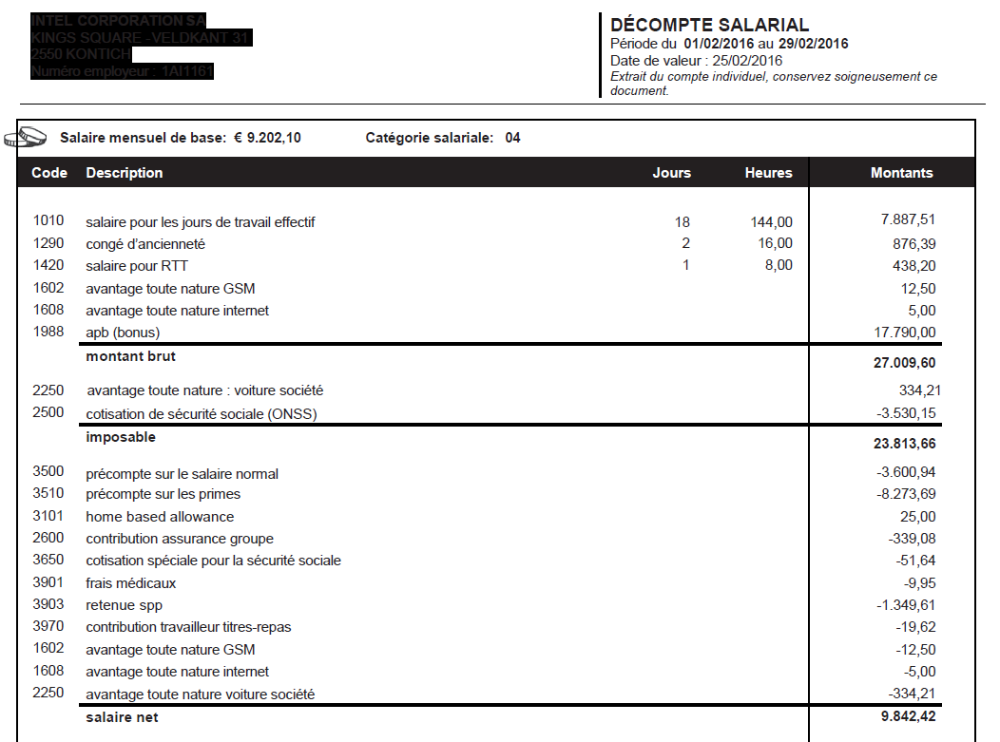 INTEL CORPORATION SA
KINGS SQUARE - VELDKANT 31
2550 KONTICH
Numéro employeur : 1AI1161
DÉCOMPTE SALARIAL
Période du 01/02/2016 au 29/02/2016
Date de valeur : 25/02/2016
Extrait du compte individuel, conservez soigneusement ce
document.
Salaire mensuel de base: € 9.202,10 Catégorie salariale: 04
Code Description Jours Heures Montants
1010 salaire pour les jours de travail effectif 18 144,00 7.887,51
1290 congé d'ancienneté 2 16,00 876,39
1420 salaire pour RTT 1 8,00 438,20
1602 avantage toute nature GSM 12,50
1608 avantage toute nature internet 5,00
1988 apb (bonus) 17.790,00
montant brut 27.009,60
2250 avantage toute nature : voiture société 334,21
2500 cotisation de sécurité sociale (ONSS) -3.530,15
imposable 23.813,66
3500 précompte sur le salaire normal -3.600,94
3510 précompte sur les primes -8.273,69
3101 home based allowance 25,00
2600 contribution assurance groupe -339,08
3650 cotisation spéciale pour la sécurité sociale -51,64
3901 frais médicaux -9,95
3903 retenue spp -1.349,61
3970 contribution travailleur titres-repas -19,62
1602 avantage toute nature GSM -12,50
1608 avantage toute nature internet -5,00
2250 avantage toute nature voiture société -334,21
salaire net 9.842,42